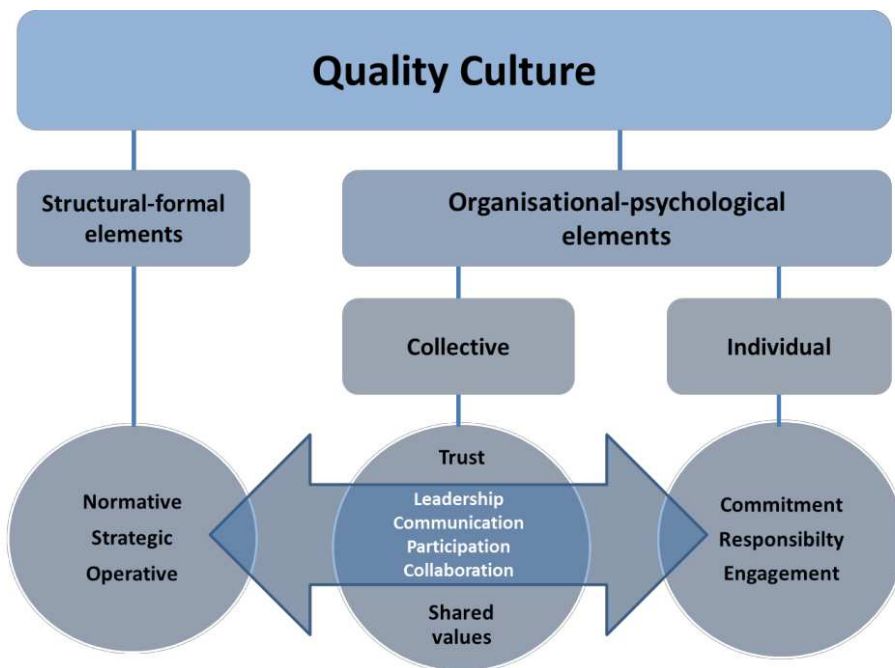 Quality Culture
Structural-formal
elements
Organisational-psychological
elements
Collective
Individual
Normative
Strategic
Operative
Trust
Leadership
Communication
Participation
Collaboration
Shared
values
Commitment
Responsibilty
Engagement